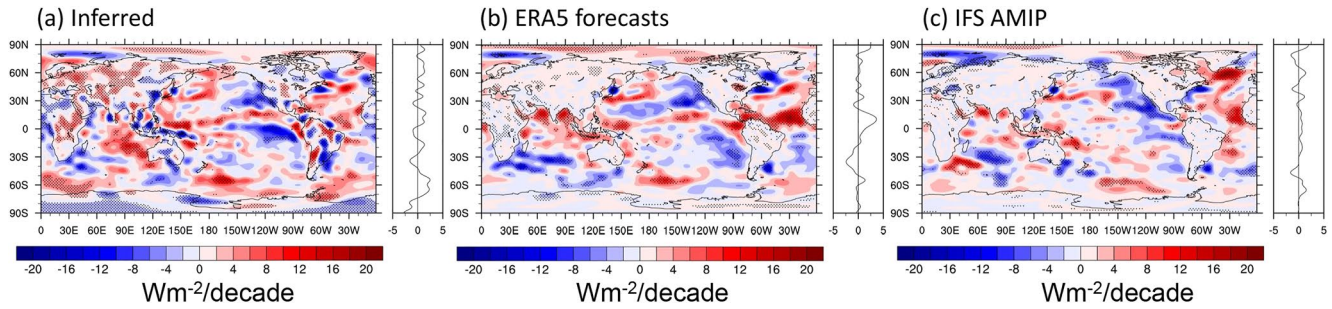 (a) Inferred
(b) ERA5 forecasts
(c) IFS AMIP
90N
60N
30N
0
30S
60S
90S
0 30E 60E 90E 120E 150E 180 150W 120W 90W 60W 30W
-5 0 5
90N
60N
30N
0
30S
60S
90S
0 30E 60E 90E 120E 150E 180 150W 120W 90W 60W 30W
-5 0 5
90N
60N
30N
0
30S
60S
90S
0 30E 60E 90E 120E 150E 180 150W 120W 90W 60W 30W
-5 0 5
-20 -16 -12 -8 -4 0 4 8 12 16 20
-20 -16 -12 -8 -4 0 4 8 12 16 20
-20 -16 -12 -8 -4 0 4 8 12 16 20
Wm-2/decade
Wm-2/decade
Wm-2/decade